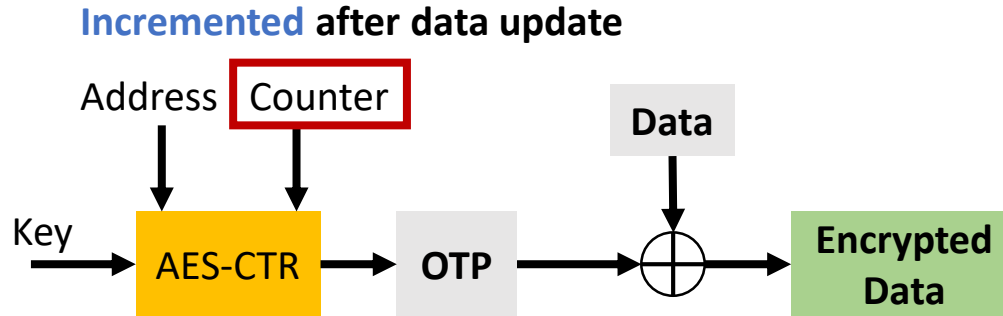 Incremented after data update
Address
Counter
Data
Key
AES-CTR
OTP
Encrypted
Data